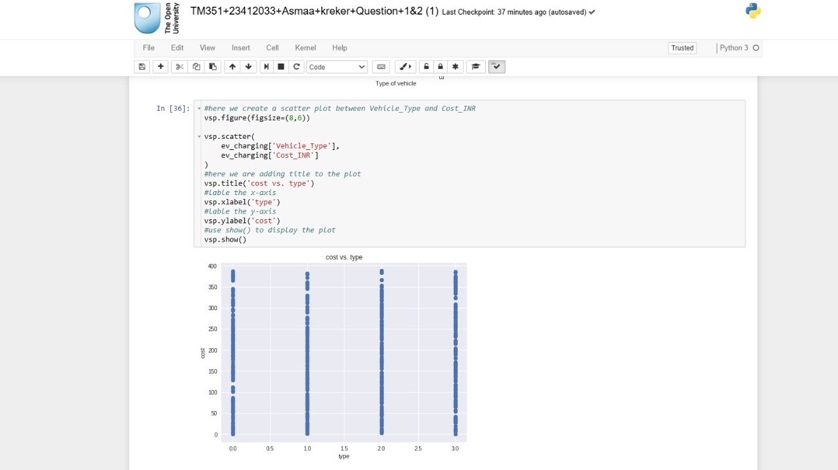 The Open
University
TM351+23412033+Asmaa+kreker+Question+1&2 (1) Last Checkpoint: 37 minutes ago (autosaved) ✔
File Edit View Insert Cell Kernel Help
Trusted
Python 3 O
Code
Type of vehicle
In [36]:
#here we create a scatter plot between Vehicle_Type and Cost_INR
vsp.figure(figsize=(8,6))
vsp.scatter(
ev_charging['Vehicle_Type'],
ev_charging['Cost_INR']
)
#here we are adding title to the plot
vsp.title('cost vs. type')
#lable the x-axis
vsp.xlabel('type')
#lable the y-axis
vsp.ylabel('cost')
#use show() to display the plot
vsp.show()
cost vs. type
400
350
300
250
200
150
100
50
0
cost
0.0 0.5 1.0 1.5 2.0 2.5 3.0
type